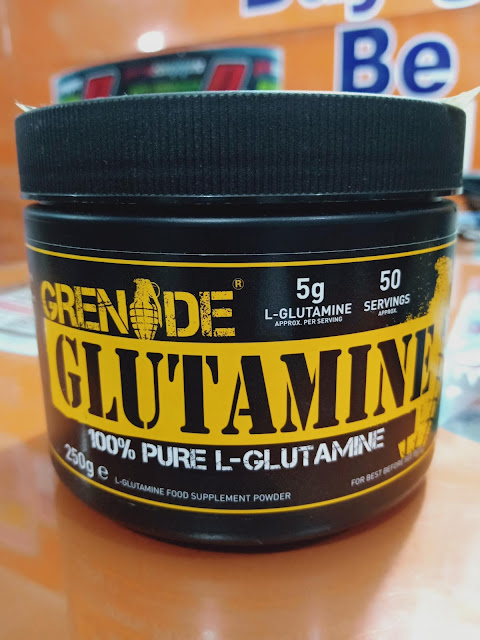 Be
GRENADE®
5g
L-GLUTAMINE
APPROX. PER SERVING
50
SERVINGS
APPROX.
GLUTAMINE
100% PURE L-GLUTAMINE
250g e
L-GLUTAMINE FOOD SUPPLEMENT POWDER
FOR BEST BEFORE